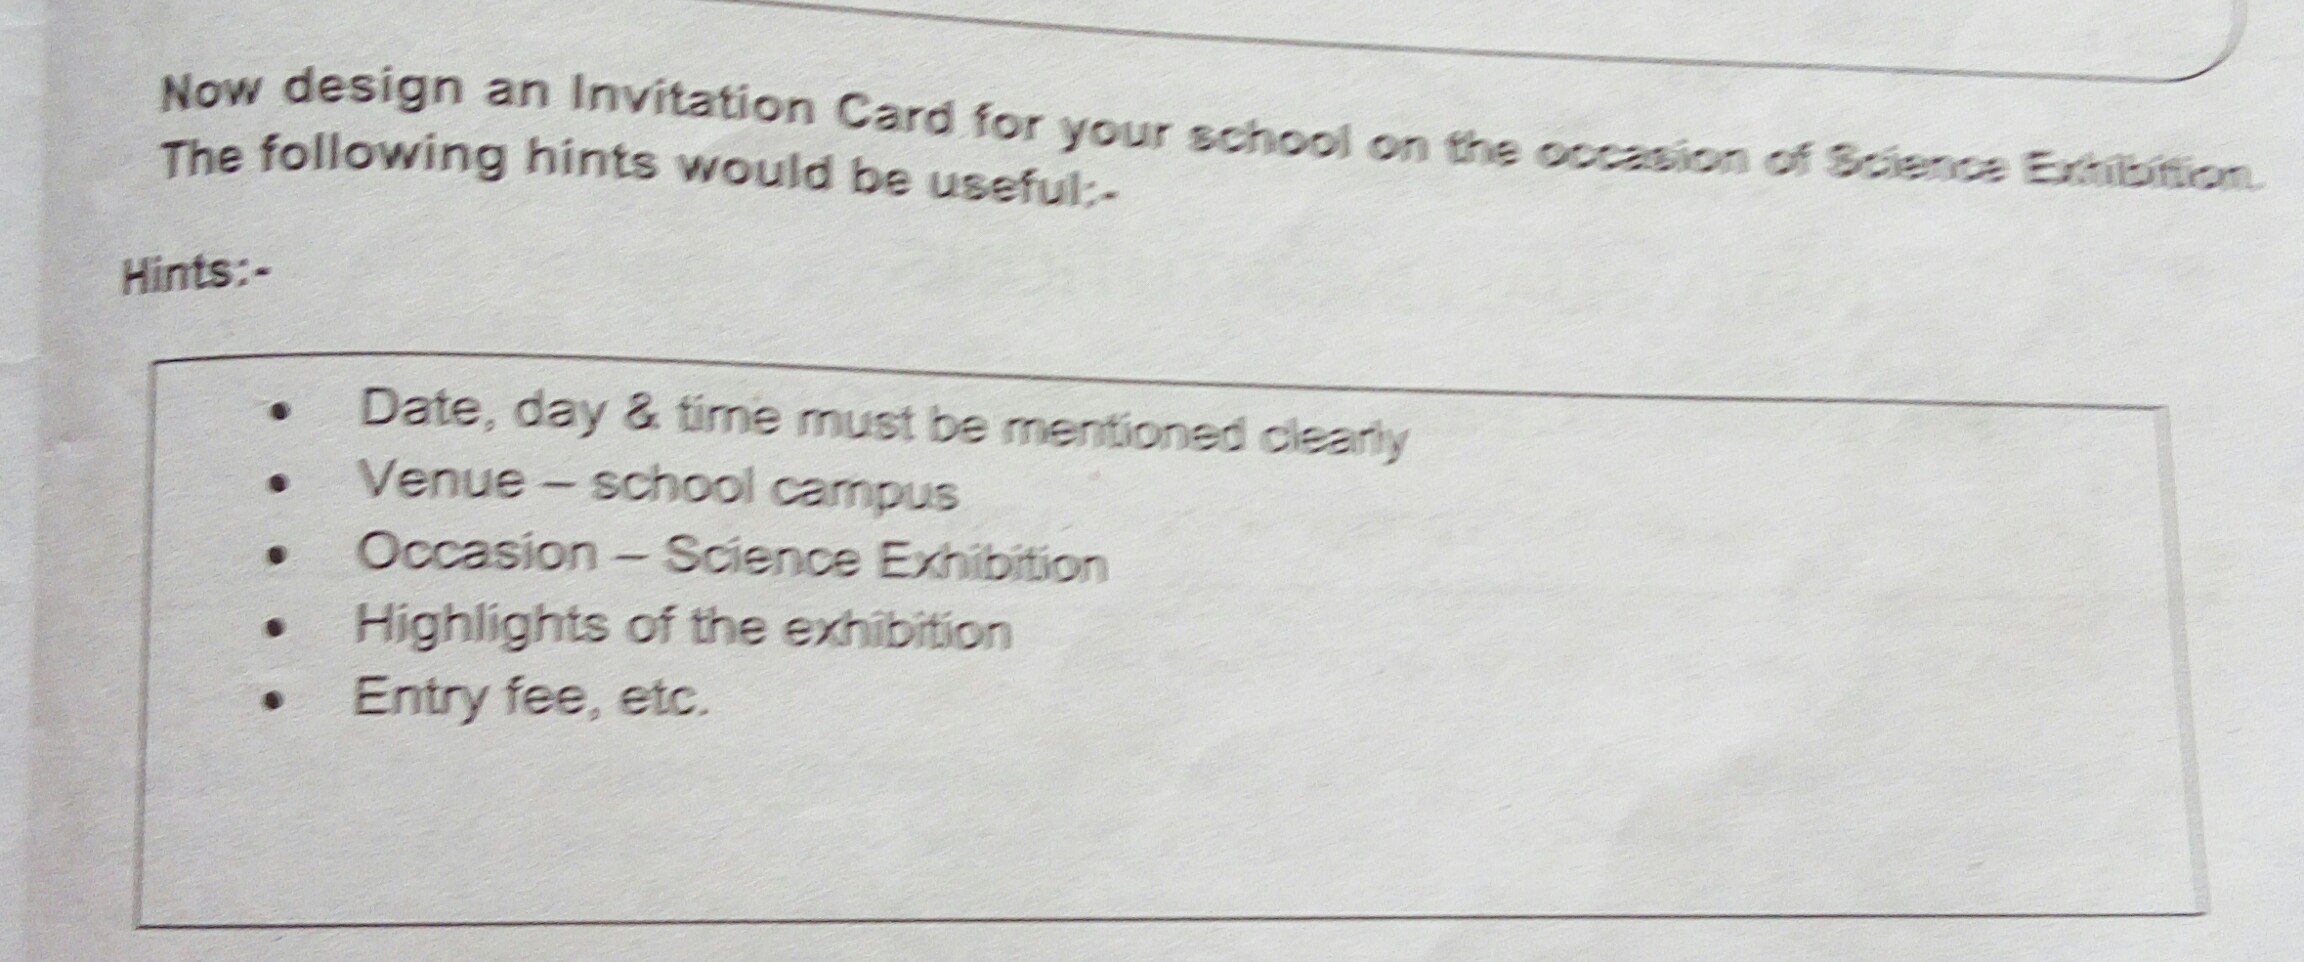 Now design an Invitation Card for your school on the occasion of Science Exhibition.
The following hints would be useful:-
Hints:-
• Date, day & time must be mentioned clearly
• Venue – school campus
• Occasion – Science Exhibition
• Highlights of the exhibition
• Entry fee, etc.